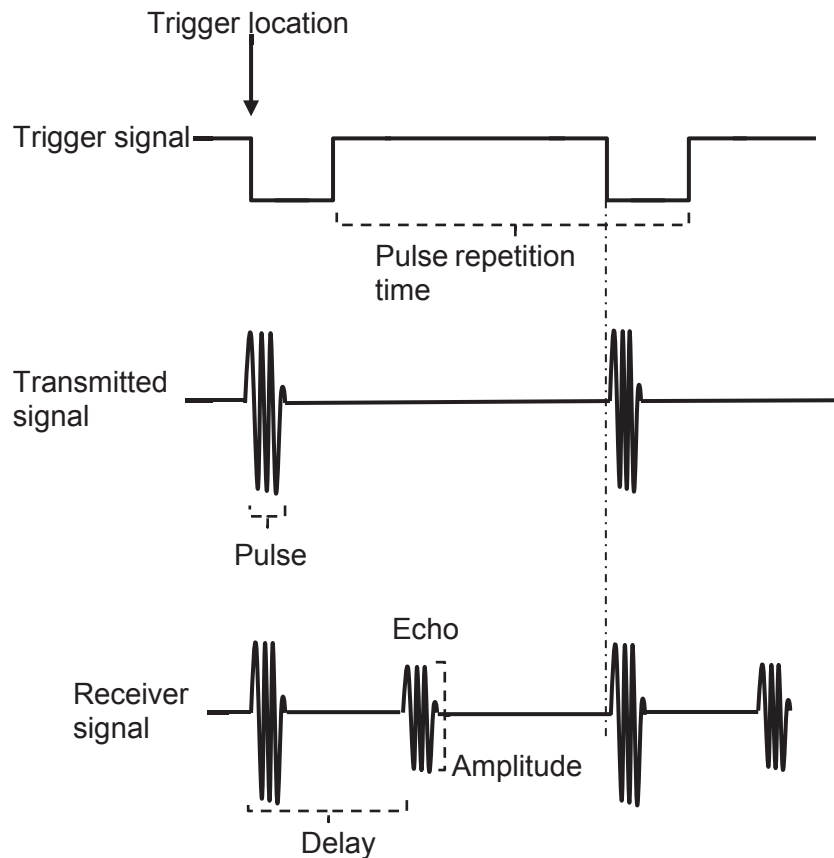 Trigger location
Trigger signal
Pulse repetition
time
Transmitted
signal
Pulse
Echo
Receiver
signal
Amplitude
Delay